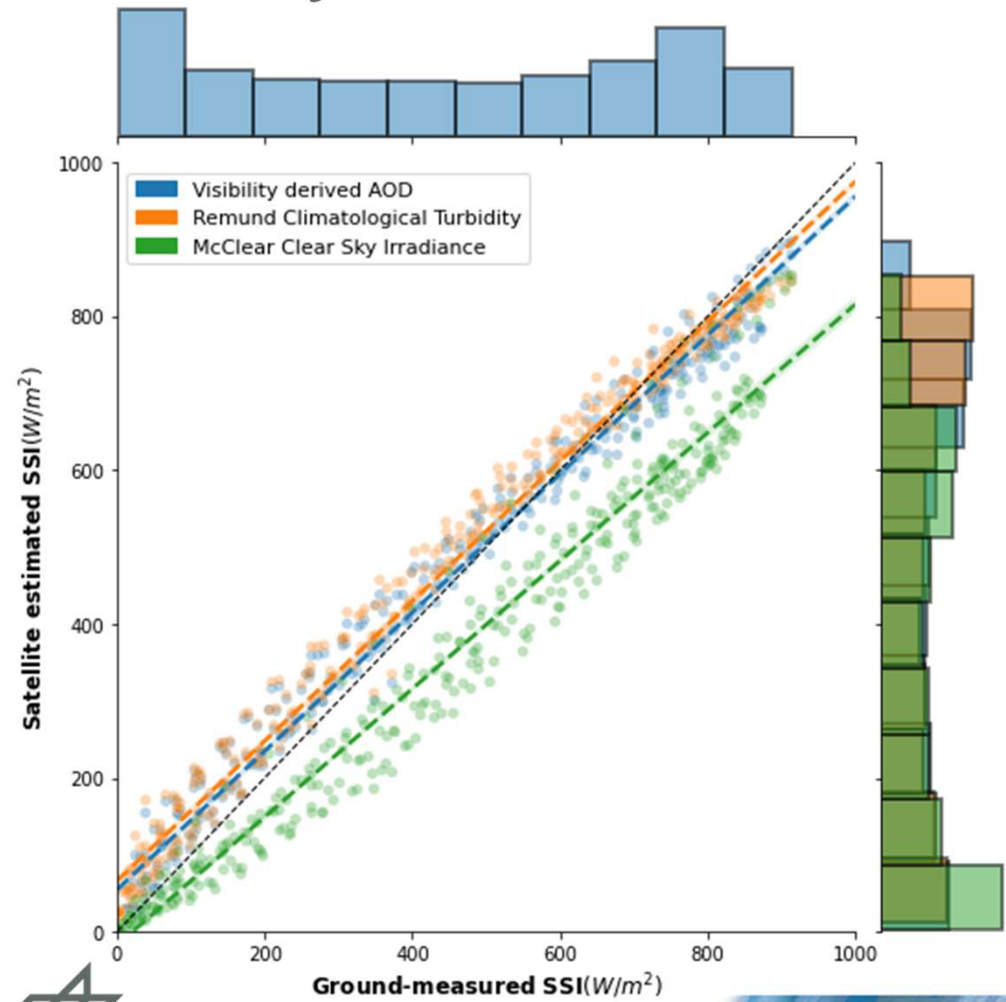 1000
800
600
400
200
0
Visibility derived AOD
Remund Climatological Turbidity
McClear Clear Sky Irradiance
Satellite estimated SSI(W/m²)
0 200 400 600 800 1000
Ground-measured SSI(W/m²)